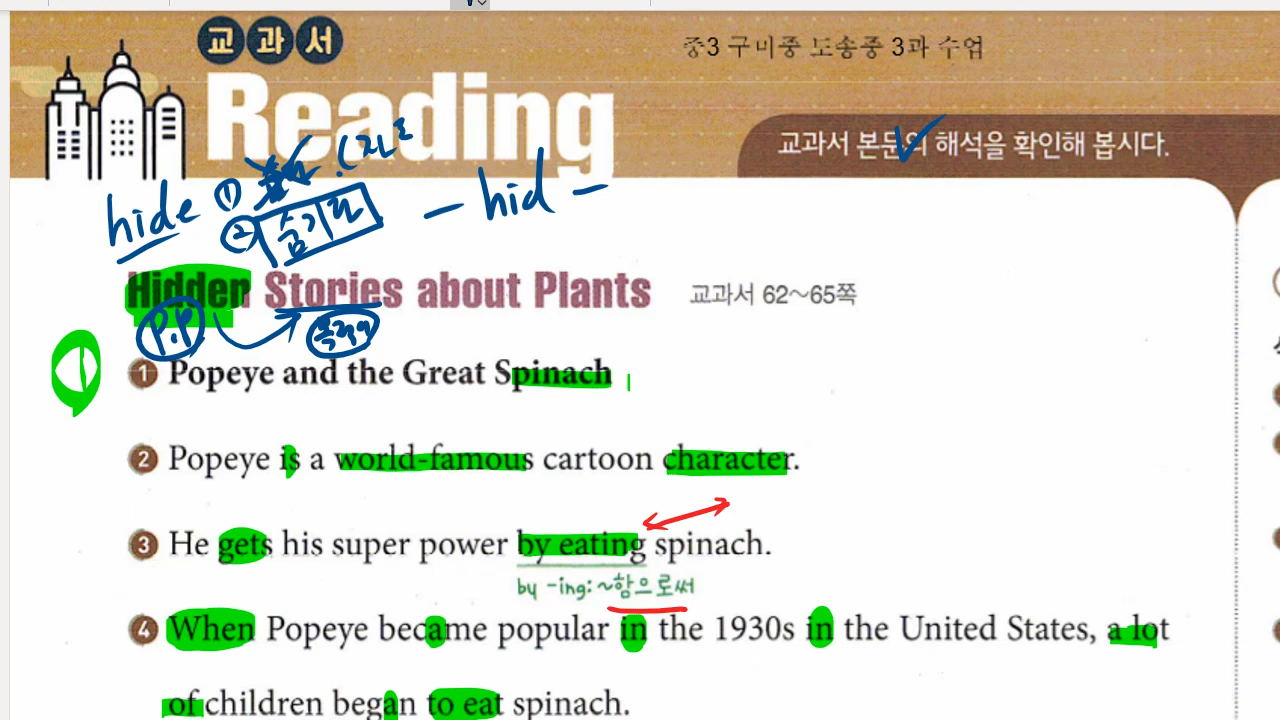 교과서
중3 구미중 도송중 3과 수업
Reading
교과서 본문의 해석을 확인해 봅시다.
hide ① ② 숨기다 - hid -
Hidden Stories about Plants 교과서 62~65쪽
P.P
1 Popeye and the Great Spinach
2 Popeye is a world-famous cartoon character.
3 He gets his super power by eating spinach.
by -ing: ~함으로써
4 When Popeye became popular in the 1930s in the United States, a lot
of children began to eat spinach.